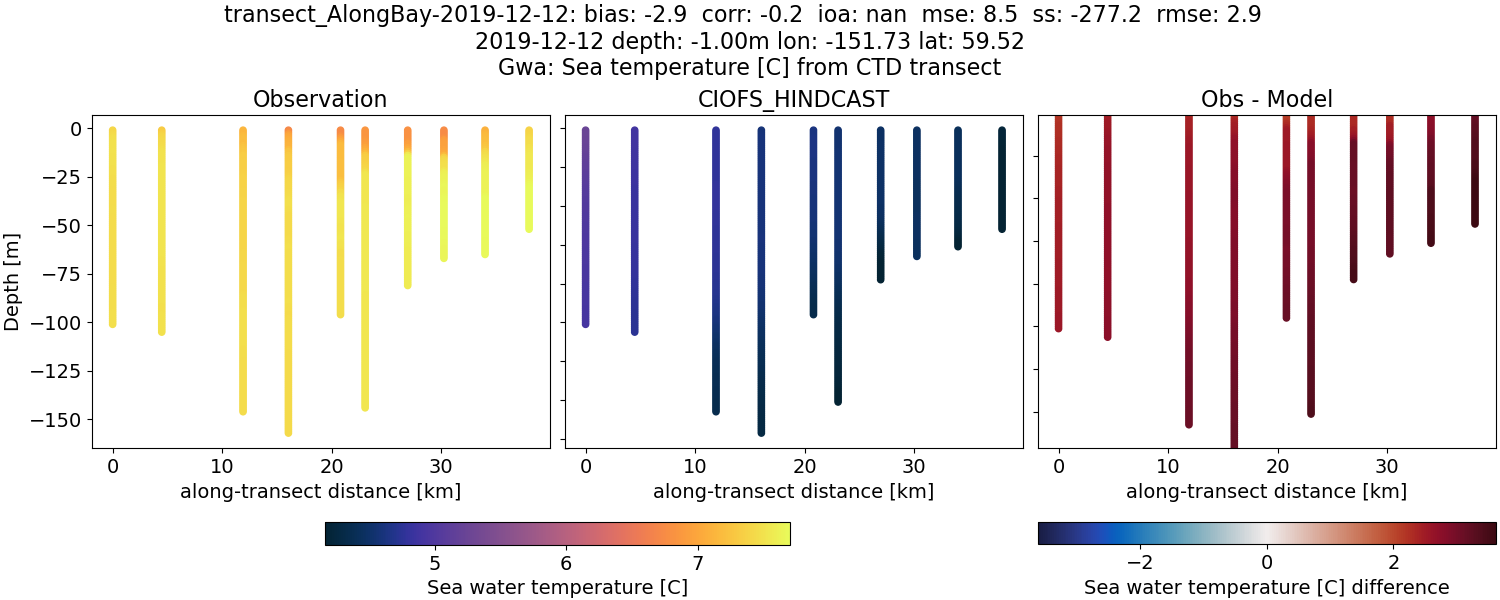 transect_AlongBay-2019-12-12: bias: -2.9  corr: -0.2  ioa: nan  mse: 8.5  ss: -277.2  rmse: 2.9
2019-12-12 depth: -1.00m lon: -151.73 lat: 59.52
Gwa: Sea temperature [C] from CTD transect
Observation
CIOFS_HINDCAST
Obs - Model
Depth [m]
0
−25
−50
−75
−100
−125
−150
0 10 20 30
0 10 20 30
0 10 20 30
along-transect distance [km]
along-transect distance [km]
along-transect distance [km]
5 6 7
Sea water temperature [C]
−2 0 2
Sea water temperature [C] difference